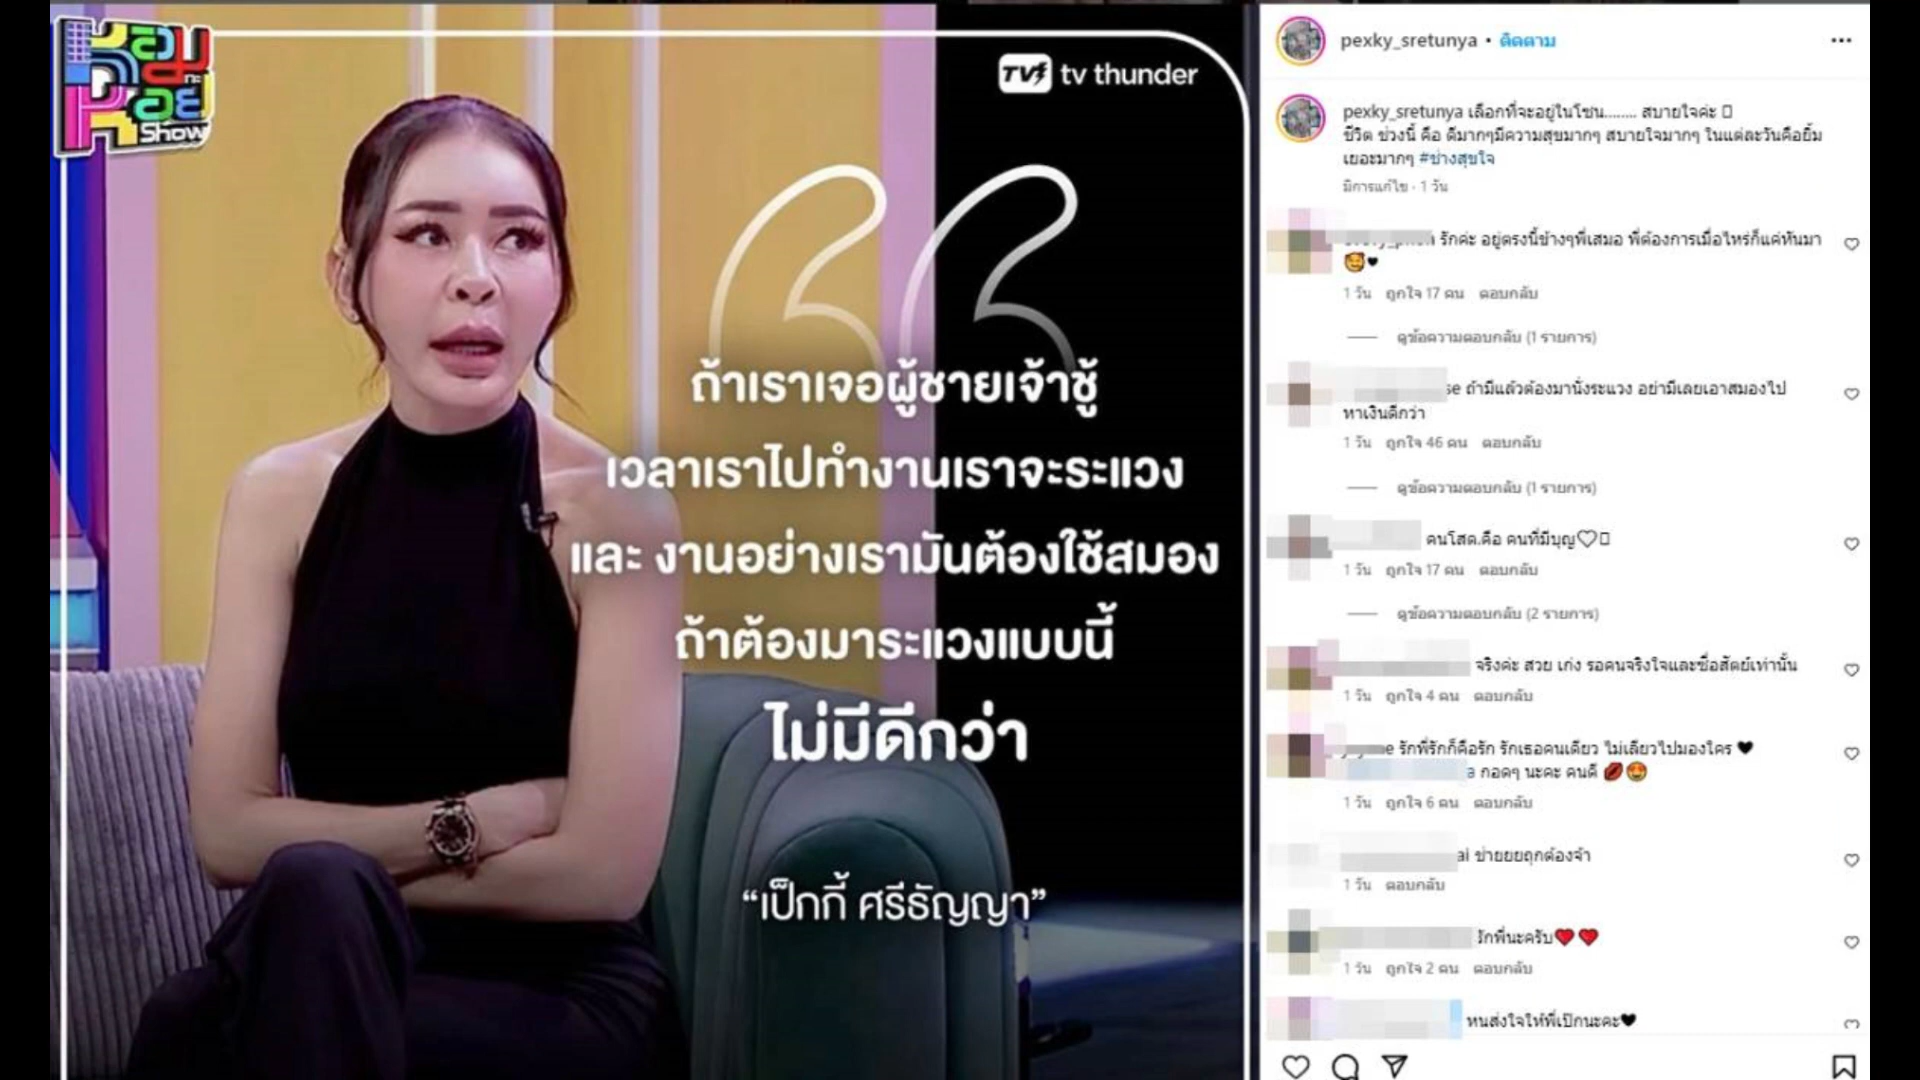 หอมกะหอย
Show
TV tv thunder
ถ้าเราเจอผู้ชายเจ้าชู้
เวลาเราไปทำงานเราจะระแวง
และ งานอย่างเรามันต้องใช้สมอง
ถ้าต้องมาระแวงแบบนี้
ไม่มีดีกว่า
“เป็กกี้ ศรีธัญญา”
pexky_sretunya • ติดตาม
pexky_sretunya เลือกที่จะอยู่ในโซน........ สบายใจค่ะ
ชีวิต ช่วงนี้ คือ ดีมากๆมีความสุขมากๆ สบายใจมากๆ ในแต่ละวันคือยิ้ม
เยอะมากๆ #ช่างสุขใจ
มีการแก้ไข · 1 วัน
รักค่ะ อยู่ตรงนี้ข้างๆพี่เสมอ พี่ต้องการเมื่อไหร่ก็แค่หันมา
🥰♥
1 วัน ถูกใจ 17 คน ตอบกลับ
ดูข้อความตอบกลับ (1 รายการ)
se ถ้ามีแล้วต้องมานั่งระแวง อย่ามีเลยเอาสมองไป
หาเงินดีกว่า
1 วัน ถูกใจ 46 คน ตอบกลับ
ดูข้อความตอบกลับ (1 รายการ)
คนโสด.คือ คนที่มีบุญ♡
1 วัน ถูกใจ 17 คน ตอบกลับ
ดูข้อความตอบกลับ (2 รายการ)
จริงค่ะ สวย เก่ง รอคนจริงใจและซื่อสัตย์เท่านั้น
1 วัน ถูกใจ 4 คน ตอบกลับ
e รักพี่รักก็คือรัก รักเธอคนเดียว ไม่เลียวไปมองใคร ♥
a กอดๆ นะคะ คนดี 💋😍
1 วัน ถูกใจ 6 คน ตอบกลับ
ai ข่ายยยถุกต้องจ้า
1 วัน ตอบกลับ
รักพี่นะครับ❤️❤️
1 วัน ถูกใจ 2 คน ตอบกลับ
หนส่งใจให้พี่เป๊กนะคะ♥